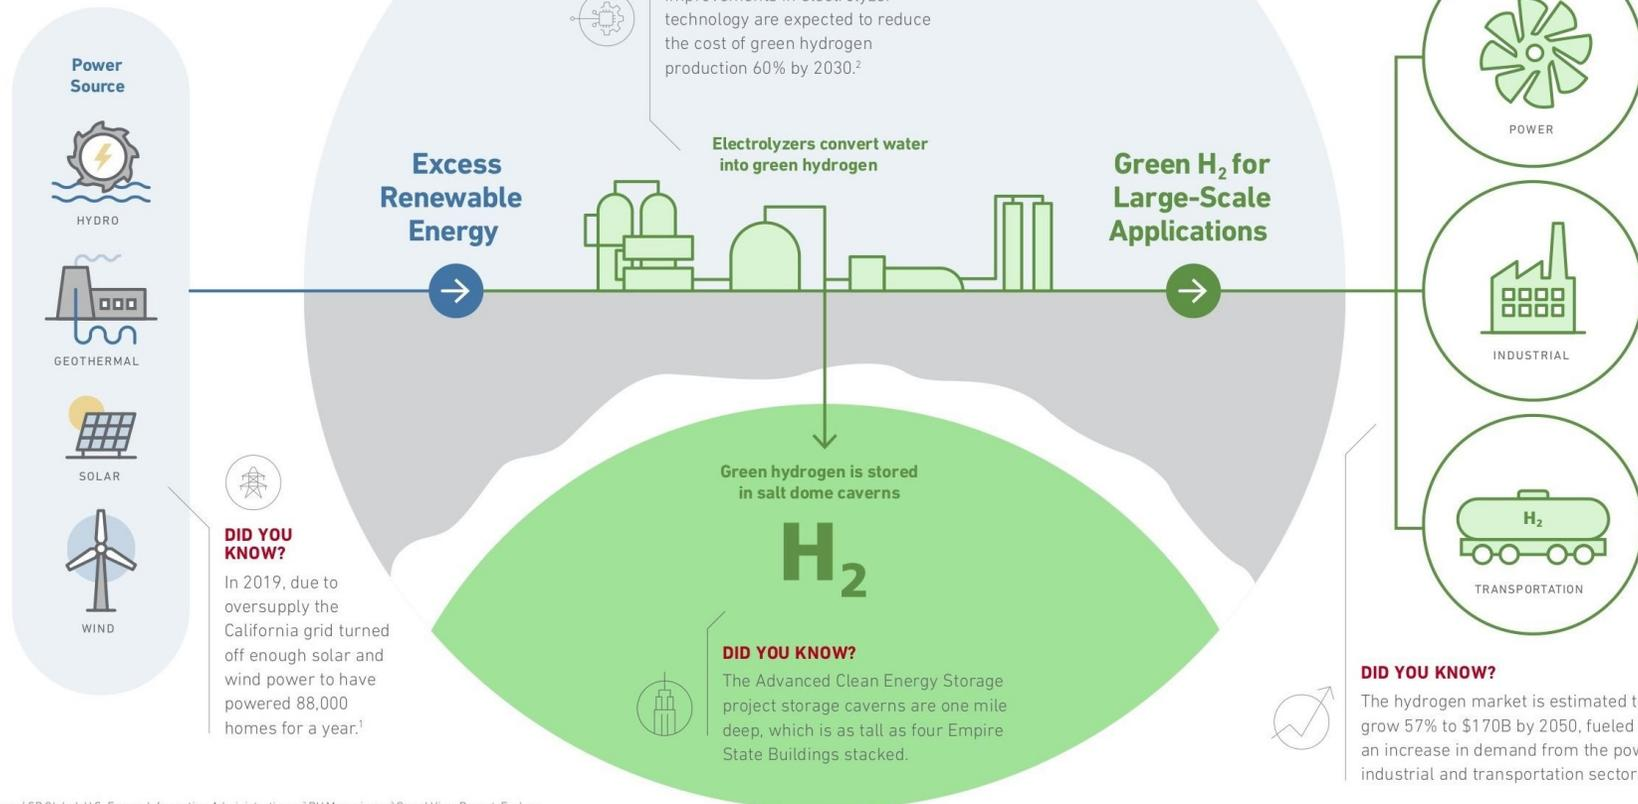 technology are expected to reduce
the cost of green hydrogen
production 60% by 2030.²
Power
Source
HYDRO
GEOTHERMAL
SOLAR
WIND
Excess
Renewable
Energy
Electrolyzers convert water
into green hydrogen
Green H₂ for
Large-Scale
Applications
POWER
INDUSTRIAL
H₂
TRANSPORTATION
Green hydrogen is stored
in salt dome caverns
H₂
DID YOU
KNOW?
In 2019, due to
oversupply the
California grid turned
off enough solar and
wind power to have
powered 88,000
homes for a year.¹
DID YOU KNOW?
The Advanced Clean Energy Storage
project storage caverns are one mile
deep, which is as tall as four Empire
State Buildings stacked.
DID YOU KNOW?
The hydrogen market is estimated
grow 57% to $170B by 2050, fueled
an increase in demand from the
industrial and transportation